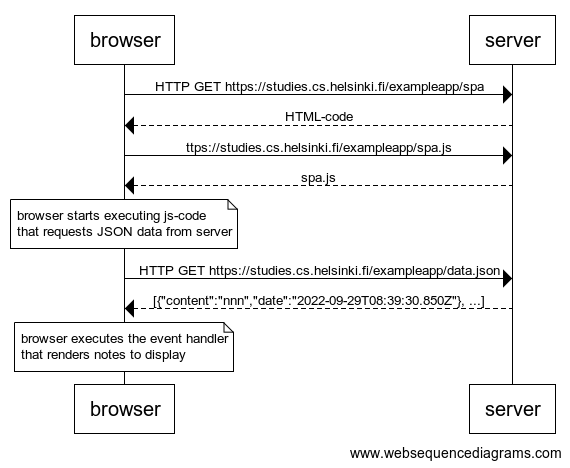 browser
server
HTTP GET https://studies.cs.helsinki.fi/exampleapp/spa
HTML-code
ttps://studies.cs.helsinki.fi/exampleapp/spa.js
spa.js
browser starts executing js-code
that requests JSON data from server
HTTP GET https://studies.cs.helsinki.fi/exampleapp/data.json
[{"content":"nnn","date":"2022-09-29T08:39:30.850Z"}, ...]
browser executes the event handler
that renders notes to display
browser
server
www.websequencediagrams.com